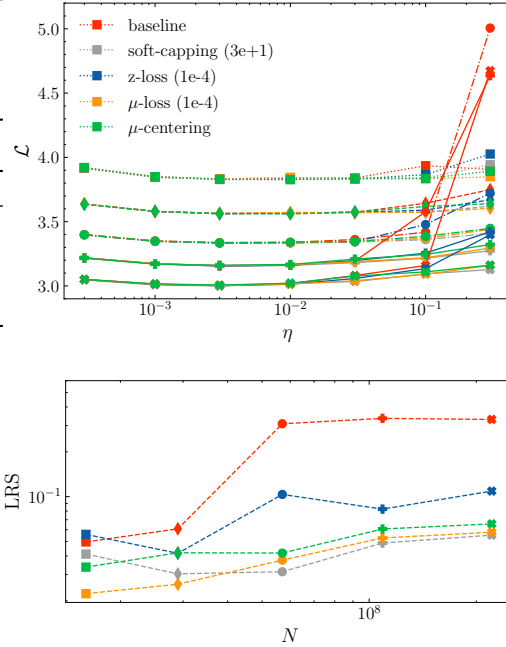 5.0
4.5
4.0
3.5
3.0
ℒ
baseline
soft-capping (3e+1)
z-loss (1e-4)
μ-loss (1e-4)
μ-centering
10⁻³
10⁻²
10⁻¹
η
10⁻¹
LRS
10⁸
N